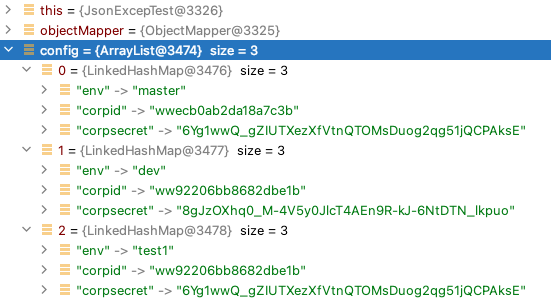 this = {JsonExcepTest@3326}
objectMapper = {ObjectMapper@3325}
config = {ArrayList@3474} size = 3
0 = {LinkedHashMap@3476} size = 3
"env" -> "master"
"corpid" -> "wwecb0ab2da18a7c3b"
"corpsecret" -> "6Yg1wwQ_gZIUTXezXfVtnQTOMsDuog2qg51jQCPAksE"
1 = {LinkedHashMap@3477} size = 3
"env" -> "dev"
"corpid" -> "ww92206bb8682dbe1b"
"corpsecret" -> "8gJzOXhq0_M-4V5y0JlcT4AEn9R-kJ-6NtDTN_lkpuo"
2 = {LinkedHashMap@3478} size = 3
"env" -> "test1"
"corpid" -> "ww92206bb8682dbe1b"
"corpsecret" -> "6Yg1wwQ_gZIUTXezXfVtnQTOMsDuog2qg51jQCPAksE"